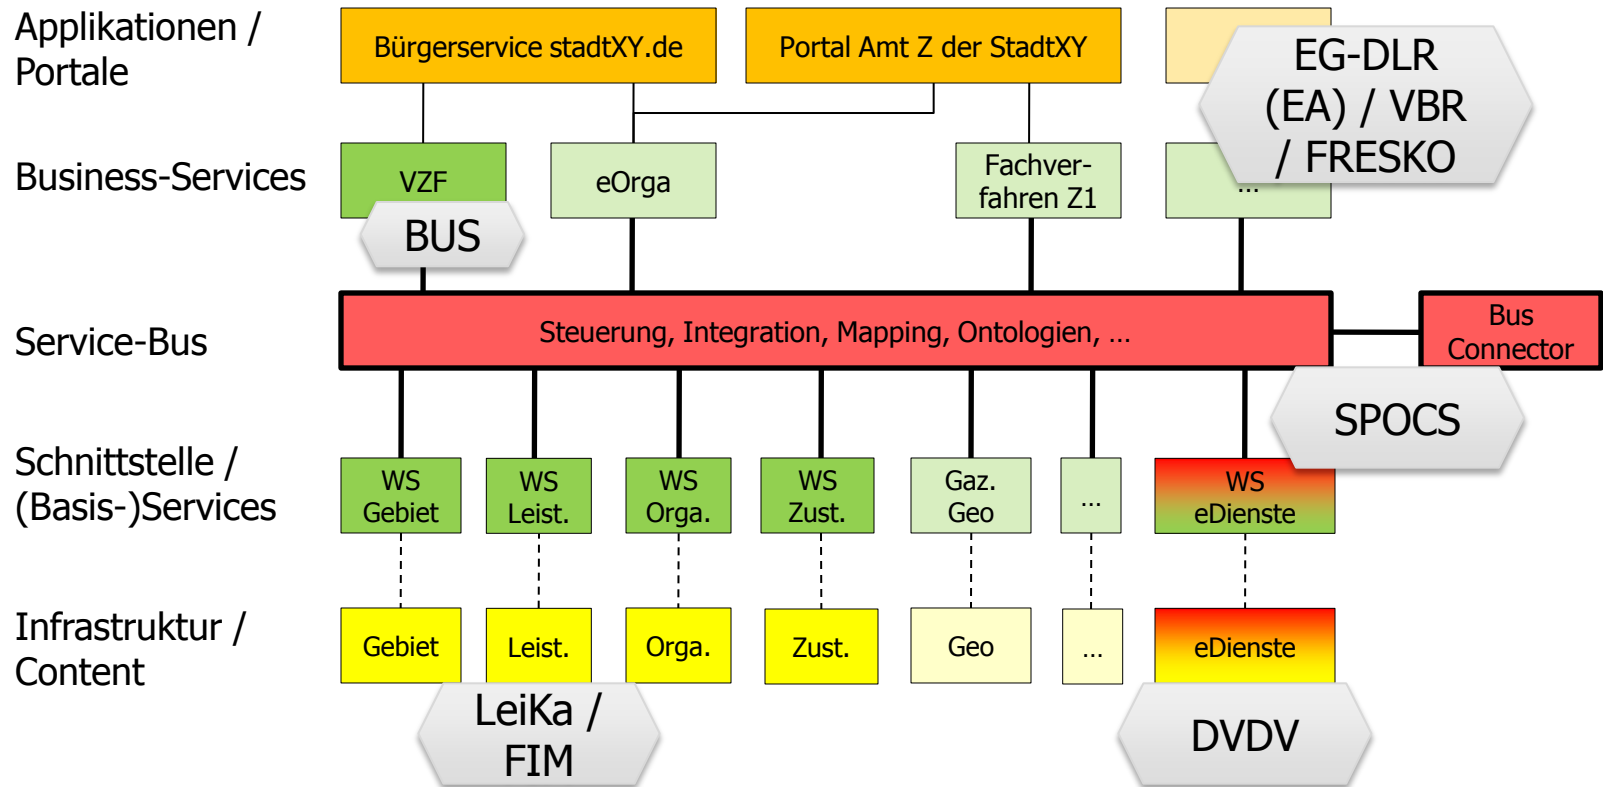 Applikationen /
Portale
Bürgerservice stadtXY.de
Portal Amt Z der StadtXY
EG-DLR
(EA) / VBR
/ FRESKO
Business-Services
VZF
eOrga
Fachver-
fahren Z1
...
BUS
Service-Bus
Steuerung, Integration, Mapping, Ontologien, ...
Bus
Connector
SPOCS
Schnittstelle /
(Basis-)Services
WS
Gebiet
WS
Leist.
WS
Orga.
WS
Zust.
Gaz.
Geo
...
WS
eDienste
Infrastruktur /
Content
Gebiet
Leist.
Orga.
Zust.
Geo
...
eDienste
LeiKa /
FIM
DVDV